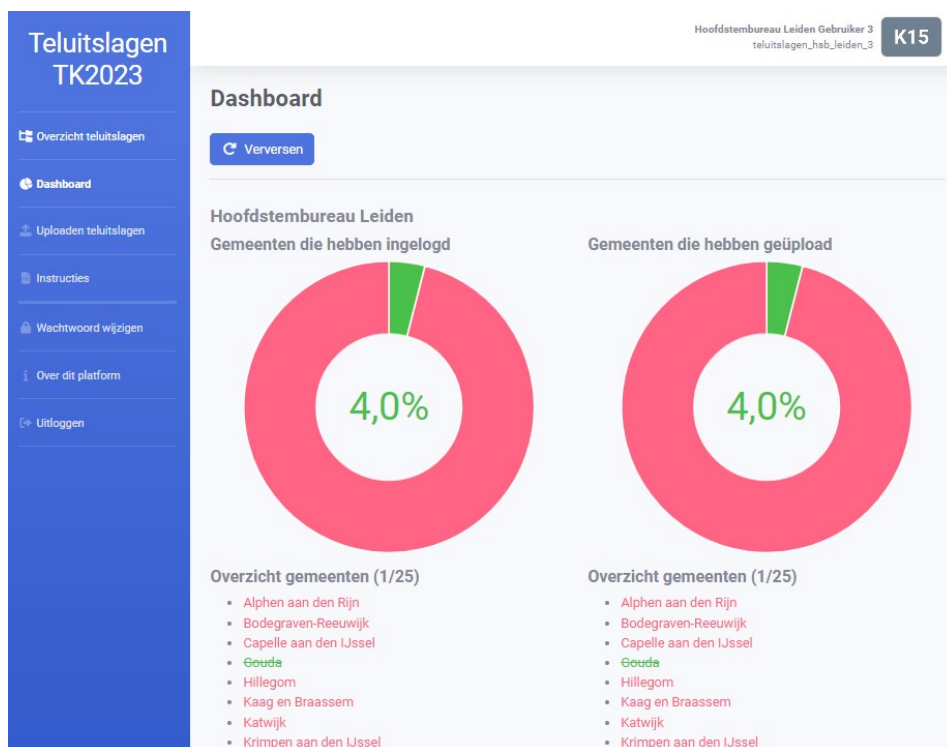 Teluitslagen
TK2023
Overzicht teluitslagen
Dashboard
Uploaden teluitslagen
Instructies
Wachtwoord wijzigen
Over dit platform
Uitloggen
Hoofdstembureau Leiden Gebruiker 3
teluitslagen_hsb_leiden_3
K15
Dashboard
Verversen
Hoofdstembureau Leiden
Gemeenten die hebben ingelogd
4,0%
Overzicht gemeenten (1/25)
Alphen aan den Rijn
Bodegraven-Reeuwijk
Capelle aan den IJssel
Gouda
Hillegom
Kaag en Braassem
Katwijk
Krimpen aan den IJssel
Gemeenten die hebben geüpload
4,0%
Overzicht gemeenten (1/25)
Alphen aan den Rijn
Bodegraven-Reeuwijk
Capelle aan den IJssel
Gouda
Hillegom
Kaag en Braassem
Katwijk
Krimpen aan den IJssel